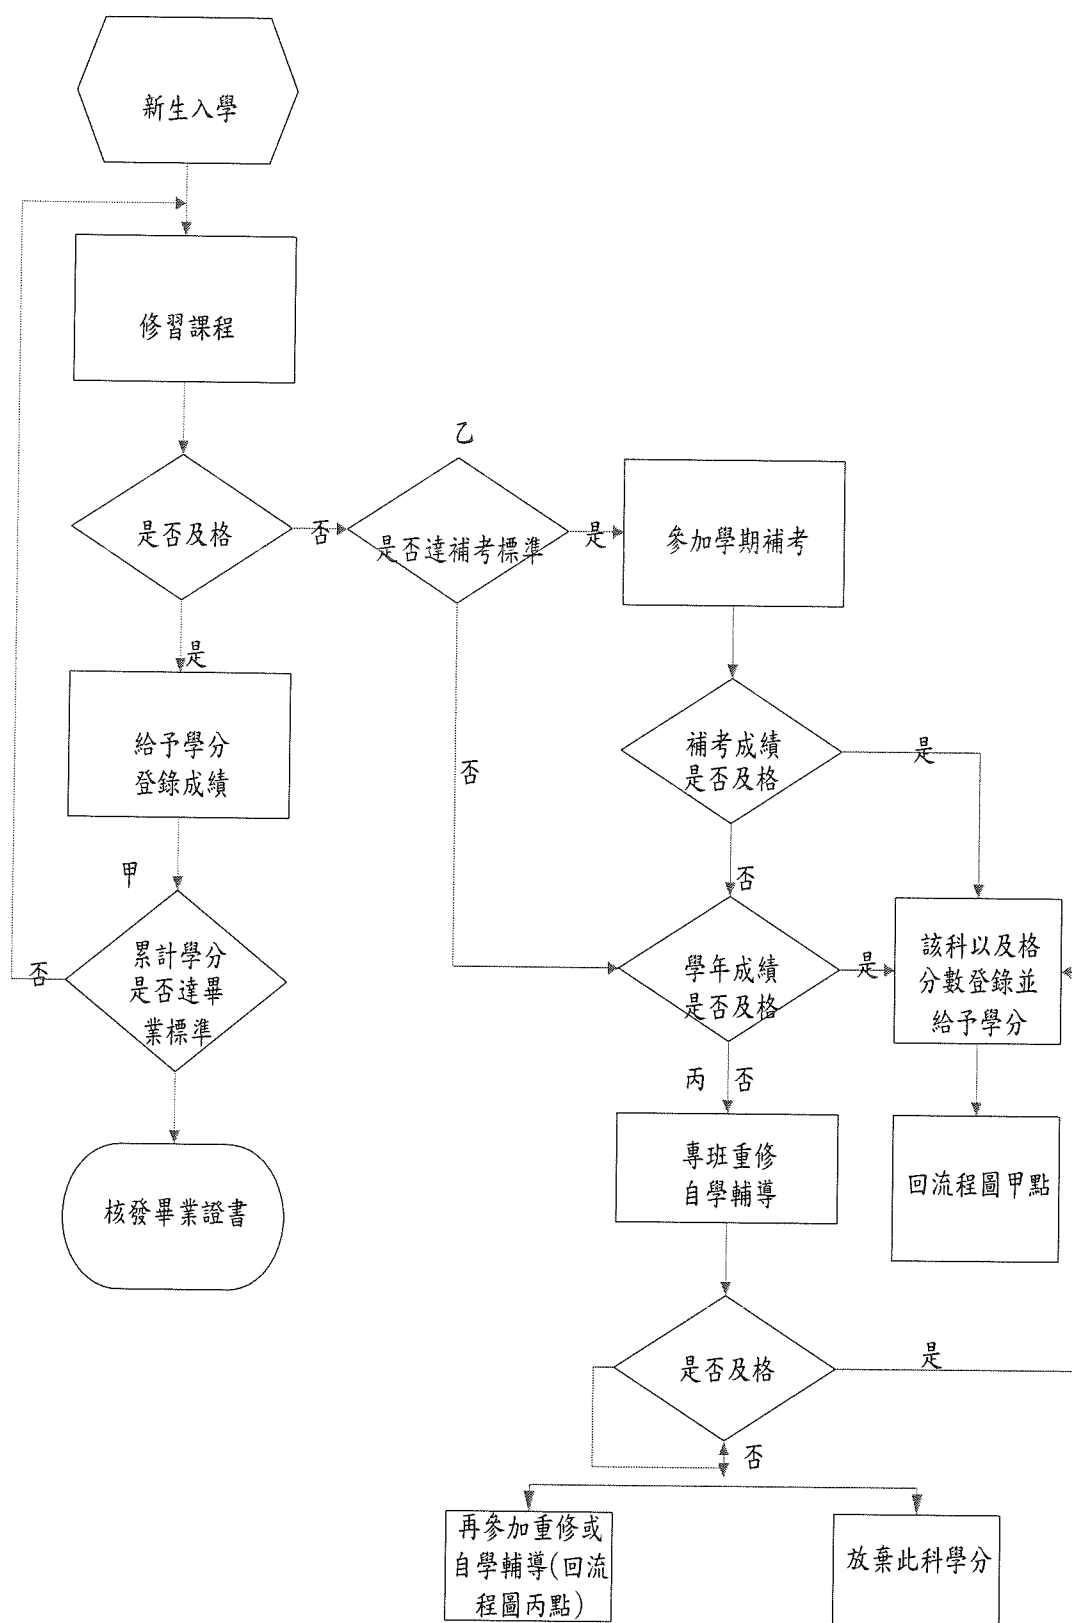 新生入學
修習課程
是否及格
否
乙
是否達補考標準
是
參加學期補考
是
給予學分
登錄成績
否
補考成績
是否及格
是
甲
否
累計學分
是否達畢
業標準
否
學年成績
是否及格
是
該科以及格
分數登錄並
給予學分
丙
否
核發畢業證書
專班重修
自學輔導
回流程圖甲點
是否及格
是
否
再參加重修或
自學輔導(回流
程圖丙點)
放棄此科學分